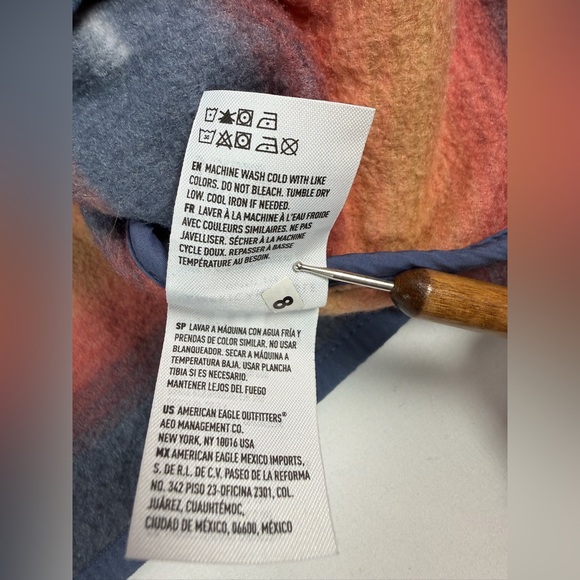 30
EN MACHINE WASH COLD WITH LIKE
COLORS. DO NOT BLEACH. TUMBLE DRY
LOW. COOL IRON IF NEEDED.
FR LAVER À LA MACHINE À L'EAU FROIDE
AVEC COULEURS SIMILAIRES. NE PAS
JAVELLISER. SÉCHER À LA MACHINE
CYCLE DOUX. REPASSER À BASSE
TEMPÉRATURE AU BESOIN.
8
SP LAVAR A MÁQUINA CON AGUA FRÍA Y
PRENDAS DE COLOR SIMILAR. NO USAR
BLANQUEADOR. SECAR A MÁQUINA A
TEMPERATURA BAJA. USAR PLANCHA
TIBIA SI ES NECESARIO.
MANTENER LEJOS DEL FUEGO
US AMERICAN EAGLE OUTFITTERS®
AEO MANAGEMENT CO.
NEW YORK, NY 10016 USA
MX AMERICAN EAGLE MEXICO IMPORTS,
S. DE R.L. DE C.V. PASEO DE LA REFORMA
NO. 342 PISO 23-OFICINA 2301, COL.
JUÁREZ, CUAUHTÉMOC,
CIUDAD DE MÉXICO, 06600, MÉXICO